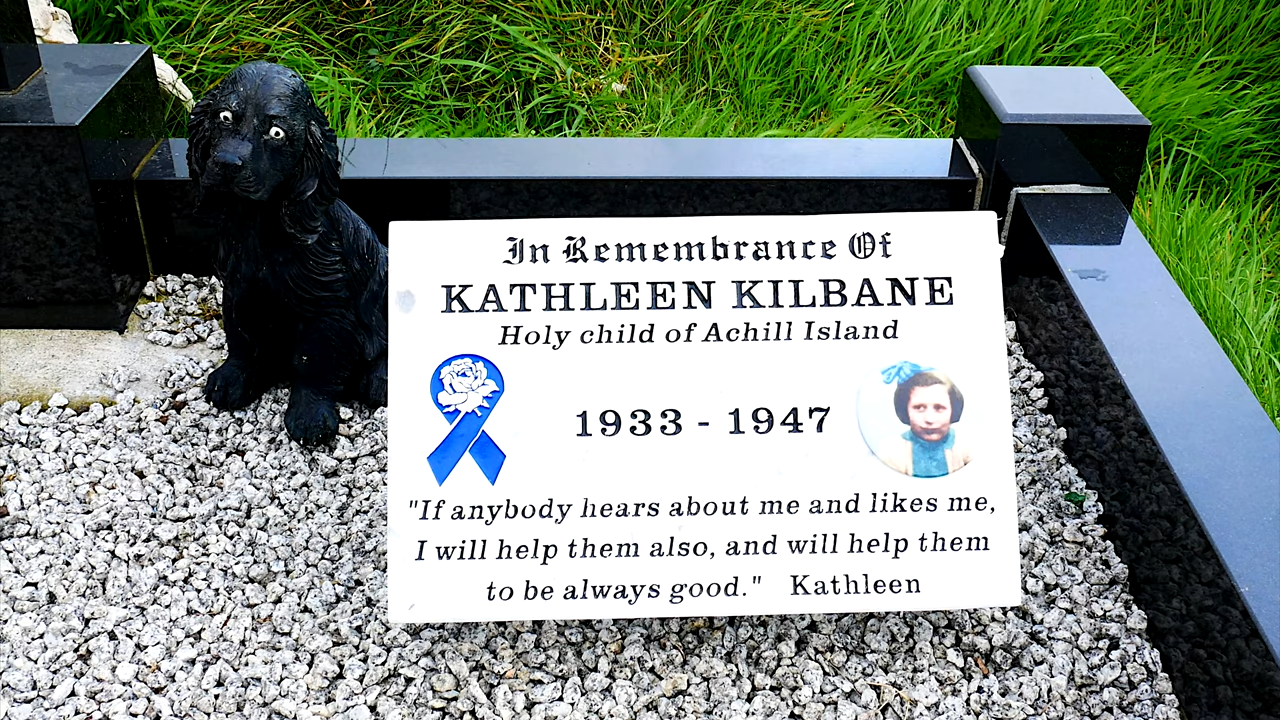 In Remembrance Of
KATHLEEN KILBANE
Holy child of Achill Island
1933 - 1947
"If anybody hears about me and likes me,
I will help them also, and will help them
to be always good." Kathleen